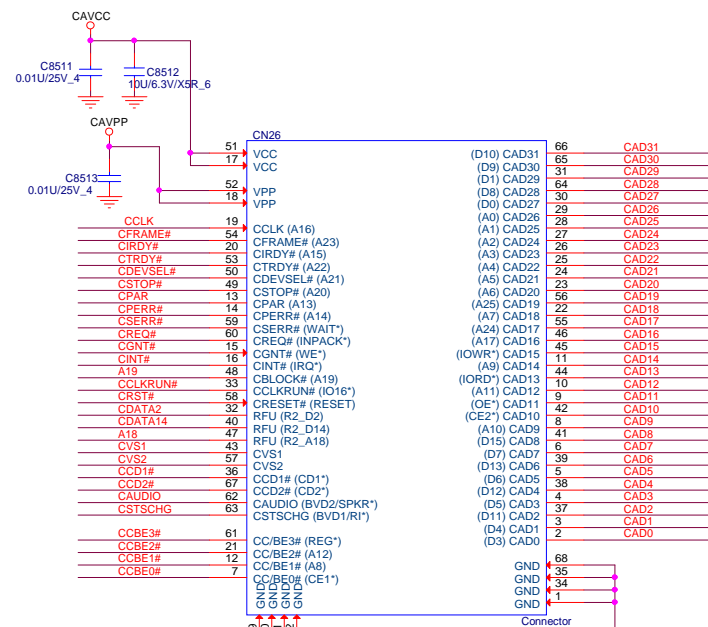 CAVCC
C8511
0.01U/25V_4
C8512
10U/6.3V/X5R_6
CAVPP
C8513
0.01U/25V_4
CN26
51 VCC (D10) CAD31 66 CAD31
17 VCC (D9) CAD30 65 CAD30
(D1) CAD29 31 CAD29
52 VPP (D8) CAD28 64 CAD28
18 VPP (D0) CAD27 30 CAD27
(A0) CAD26 29 CAD26
CCLK 19 CCLK (A16) (A1) CAD25 28 CAD25
CFRAME# 54 CFRAME# (A23) (A2) CAD24 27 CAD24
CIRDY# 20 CIRDY# (A15) (A3) CAD23 26 CAD23
CTRDY# 53 CTRDY# (A22) (A4) CAD22 25 CAD22
CDEVSEL# 50 CDEVSEL# (A21) (A5) CAD21 24 CAD21
CSTOP# 49 CSTOP# (A20) (A6) CAD20 23 CAD20
CPAR 13 CPAR (A13) (A25) CAD19 56 CAD19
CPERR# 14 CPERR# (A14) (A7) CAD18 22 CAD18
CSERR# 59 CSERR# (WAIT*) (A24) CAD17 55 CAD17
CREQ# 60 CREQ# (INPACK*) (A17) CAD16 46 CAD16
CGNT# 15 CGNT# (WE*) (IOWR*) CAD15 45 CAD15
CINT# 16 CINT# (IRQ*) (A9) CAD14 11 CAD14
A19 48 CBLOCK# (A19) (IORD*) CAD13 44 CAD13
CCLKRUN# 33 CCLKRUN# (IO16*) (A11) CAD12 10 CAD12
CRST# 58 CRESET# (RESET) (OE*) CAD11 9 CAD11
CDATA2 32 RFU (R2_D2) (CE2*) CAD10 42 CAD10
CDATA14 40 RFU (R2_D14) (A10) CAD9 8 CAD9
A18 47 RFU (R2_A18) (D15) CAD8 41 CAD8
CVS1 43 CVS1 (D7) CAD7 6 CAD7
CVS2 57 CVS2 (D13) CAD6 39 CAD6
CCD1# 36 CCD1# (CD1*) (D6) CAD5 5 CAD5
CCD2# 67 CCD2# (CD2*) (D12) CAD4 38 CAD4
CAUDIO 62 CAUDIO (BVD2/SPKR*) (D5) CAD3 4 CAD3
CSTSCHG 63 CSTSCHG (BVD1/RI*) (D11) CAD2 37 CAD2
(D4) CAD1 3 CAD1
CCBE3# 61 CC/BE3# (REG*) (D3) CAD0 2 CAD0
CCBE2# 21 CC/BE2# (A12)
CCBE1# 12 CC/BE1# (A8) GND 68
CCBE0# 7 CC/BE0# (CE1*) GND 35
GND 34
GND 1
GND
GND
GND
GND
Connector